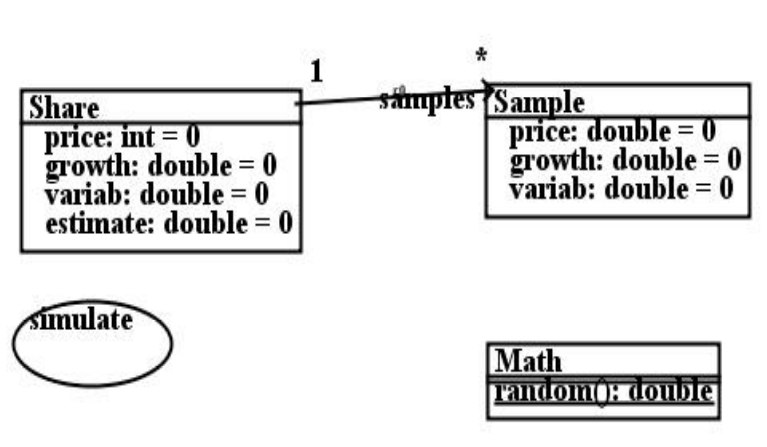 1
*
samples
Share
price: int = 0
growth: double = 0
variab: double = 0
estimate: double = 0
Sample
price: double = 0
growth: double = 0
variab: double = 0
simulate
Math
random(): double